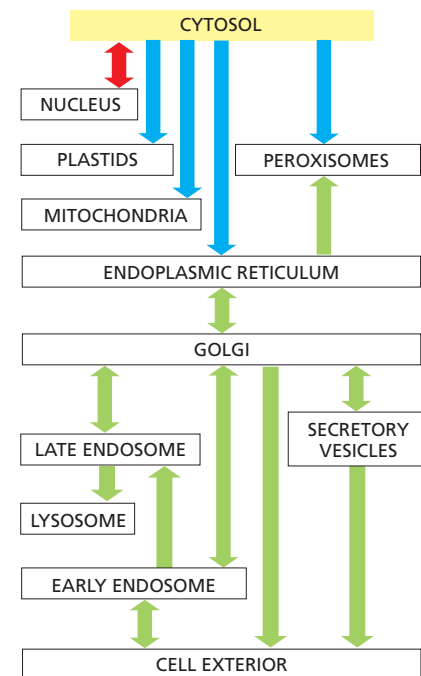 CYTOSOL
NUCLEUS
PLASTIDS
PEROXISOMES
MITOCHONDRIA
ENDOPLASMIC RETICULUM
GOLGI
LATE ENDOSOME
SECRETORY
VESICLES
LYSOSOME
EARLY ENDOSOME
CELL EXTERIOR